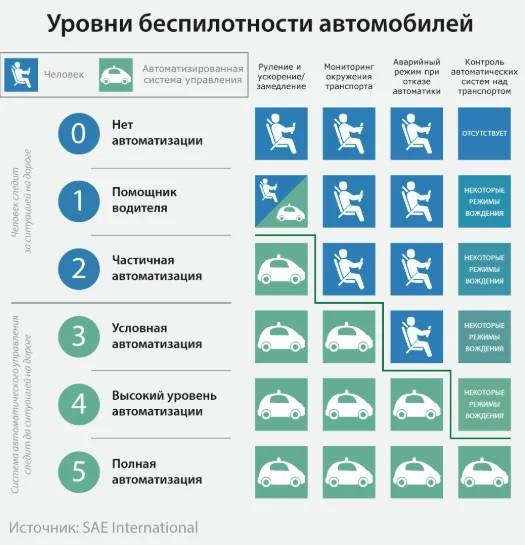 Уровни беспилотности автомобилей
Человек
Автоматизированная
система управления
Руление и
ускорение/
замедление
Мониторинг
окружения
транспорта
Аварийный
режим при
отказе
автоматики
Контроль
автоматических
систем над
транспортом
Человек следит
за ситуацией на дороге
0
Нет
автоматизации
ОТСУТСТВУЕТ
1
Помощник
водителя
НЕКОТОРЫЕ
РЕЖИМЫ
ВОЖДЕНИЯ
2
Частичная
автоматизация
НЕКОТОРЫЕ
РЕЖИМЫ
ВОЖДЕНИЯ
Система автоматического управления
следит до ситуацией на дороге
3
Условная
автоматизация
НЕКОТОРЫЕ
РЕЖИМЫ
ВОЖДЕНИЯ
4
Высокий уровень
автоматизации
НЕКОТОРЫЕ
РЕЖИМЫ
ВОЖДЕНИЯ
5
Полная
автоматизация
Источник: SAE International